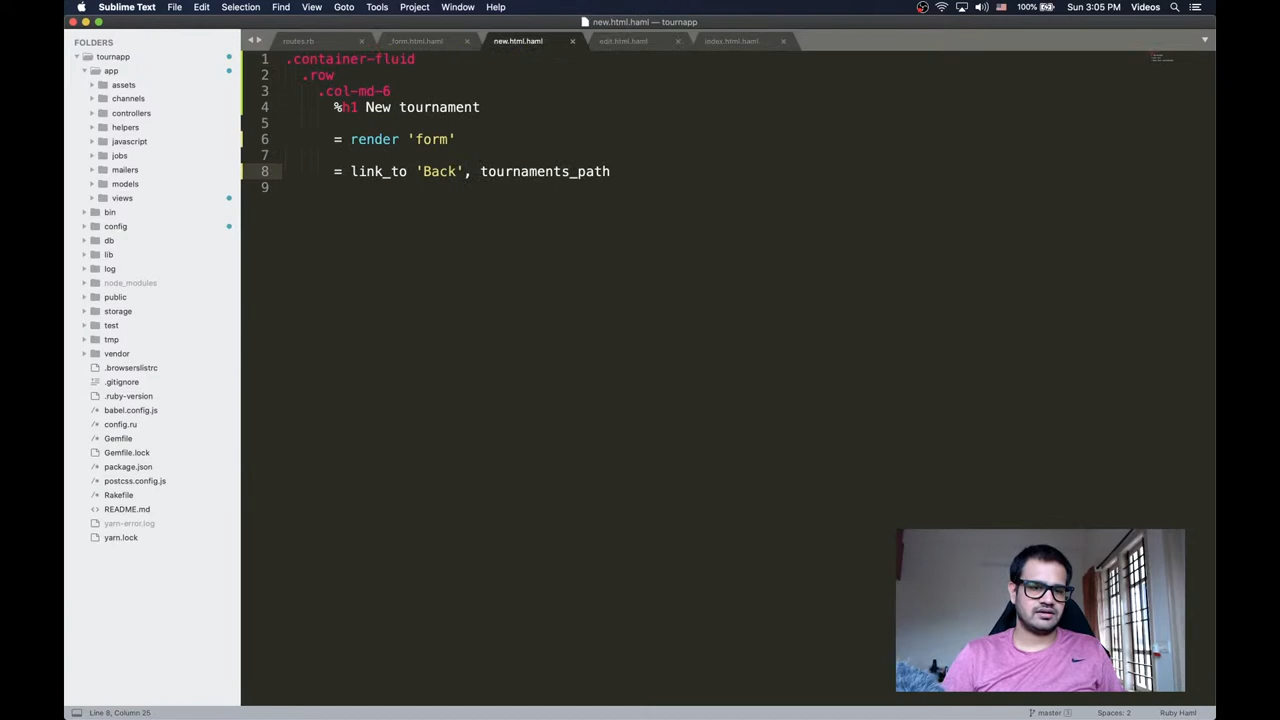 Sublime Text File Edit Selection Find View Goto Tools Project Window Help 100% Sun 3:05 PM Videos
new.html.haml — tournapp
FOLDERS
tournapp
app
assets
channels
controllers
helpers
javascript
jobs
mailers
models
views
bin
config
db
lib
log
node_modules
public
storage
test
tmp
vendor
.browserslistrc
.gitignore
.ruby-version
babel.config.js
config.ru
Gemfile
Gemfile.lock
package.json
postcss.config.js
Rakefile
README.md
yarn-error.log
yarn.lock
routes.rb _form.html.haml new.html.haml edit.html.haml index.html.haml
1 .container-fluid
2 .row
3 .col-md-6
4 %h1 New tournament
5
6 = render 'form'
7
8 = link_to 'Back', tournaments_path
9
Line 8, Column 25 master 3 Spaces: 2 Ruby Haml